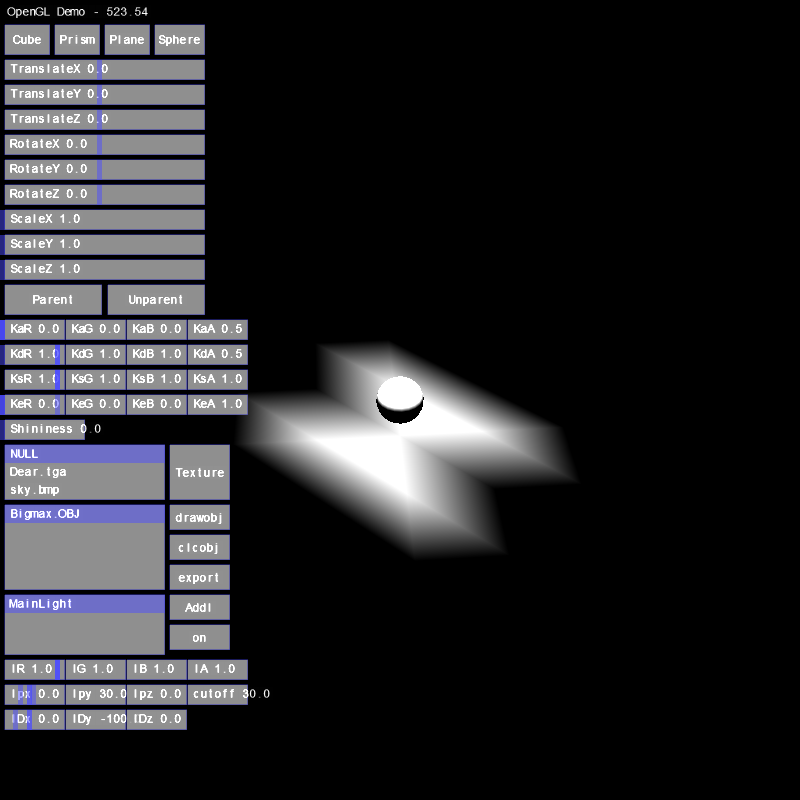 OpenGL Demo - 523.54
Cube Prism Plane Sphere
TranslateX 0.0
TranslateY 0.0
TranslateZ 0.0
RotateX 0.0
RotateY 0.0
RotateZ 0.0
ScaleX 1.0
ScaleY 1.0
ScaleZ 1.0
Parent Unparent
KaR 0.0 KaG 0.0 KaB 0.0 KaA 0.5
KdR 1.0 KdG 1.0 KdB 1.0 KdA 0.5
KsR 1.0 KsG 1.0 KsB 1.0 KsA 1.0
KeR 0.0 KeG 0.0 KeB 0.0 KeA 1.0
Shininess 0.0
NULL
Dear.tga
sky.bmp
Texture
Bigmax.OBJ
drawobj
clcobj
export
MainLight
Addl
on
IR 1.0 IG 1.0 IB 1.0 IA 1.0
Ipx 0.0 Ipy 30.0 Ipz 0.0 cutoff 30.0
IDx 0.0 IDy -100 IDz 0.0